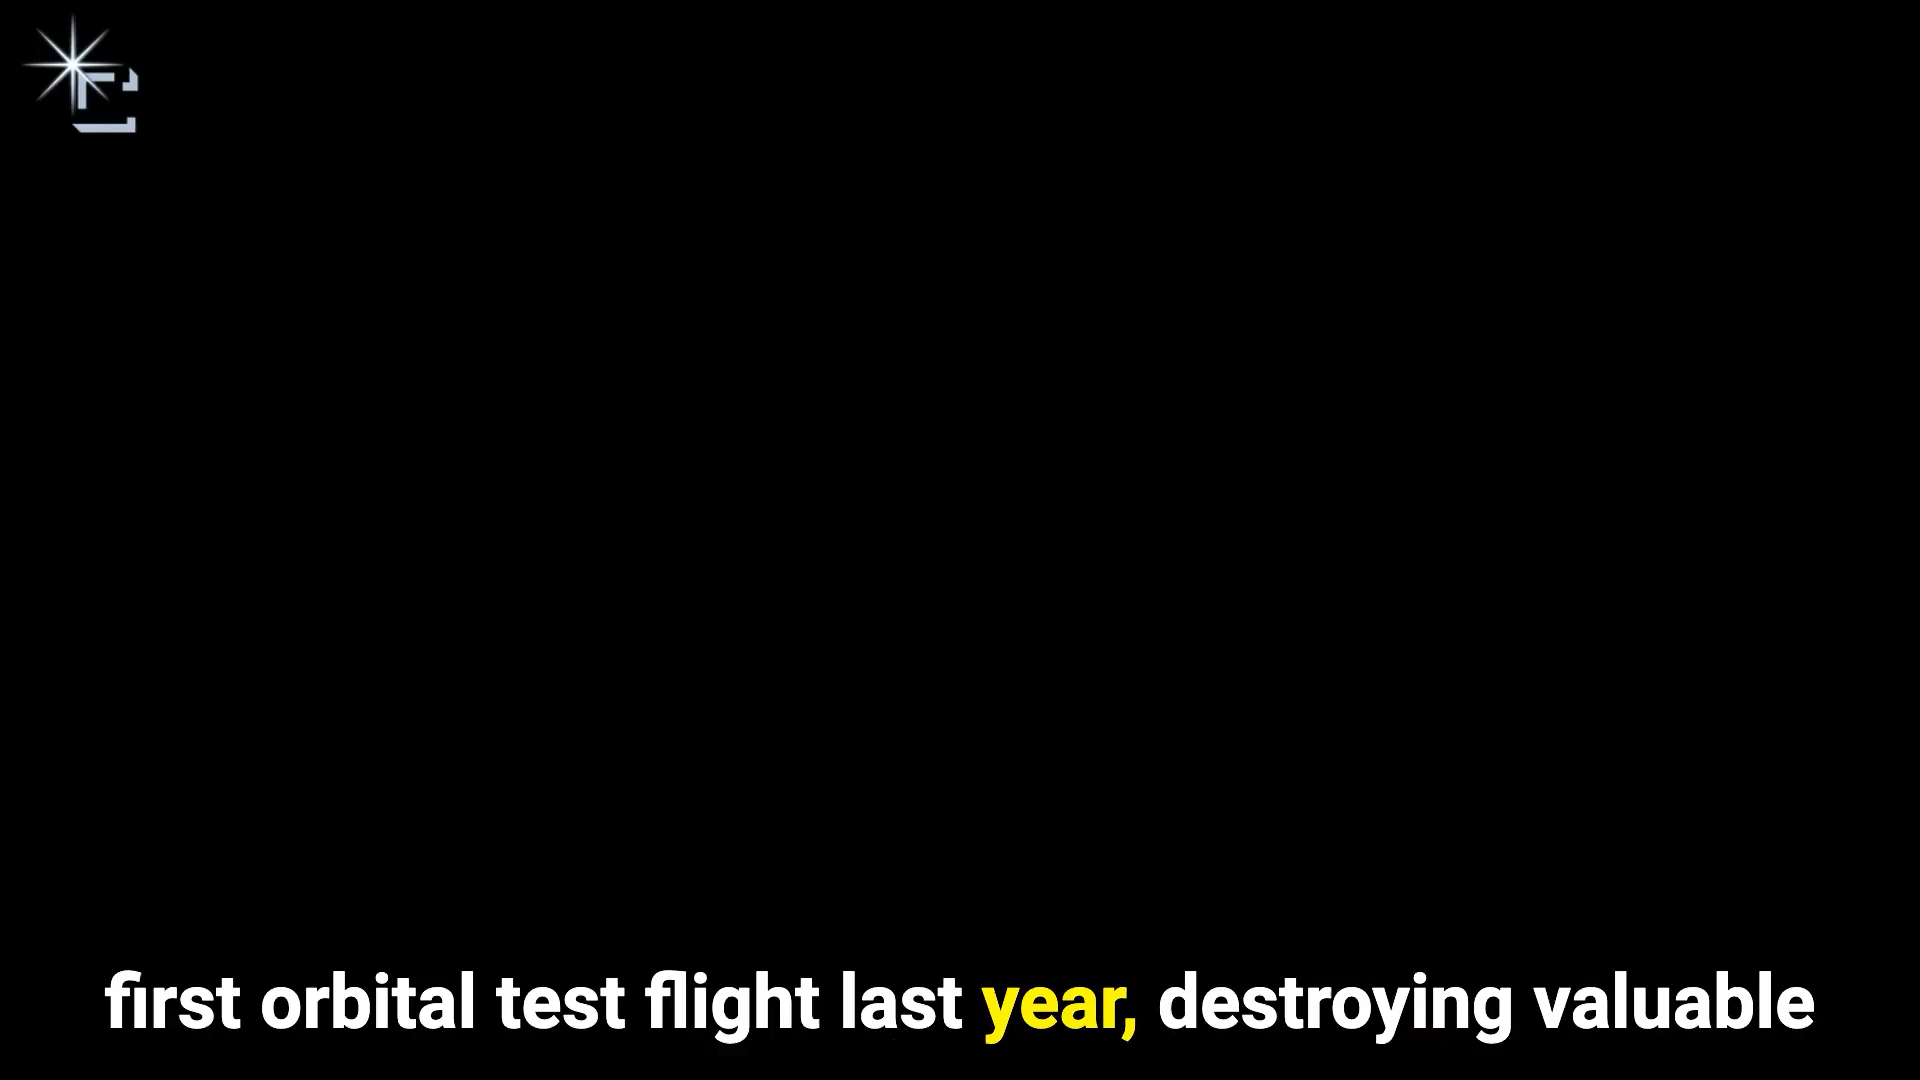 first orbital test flight last year, destroying valuable